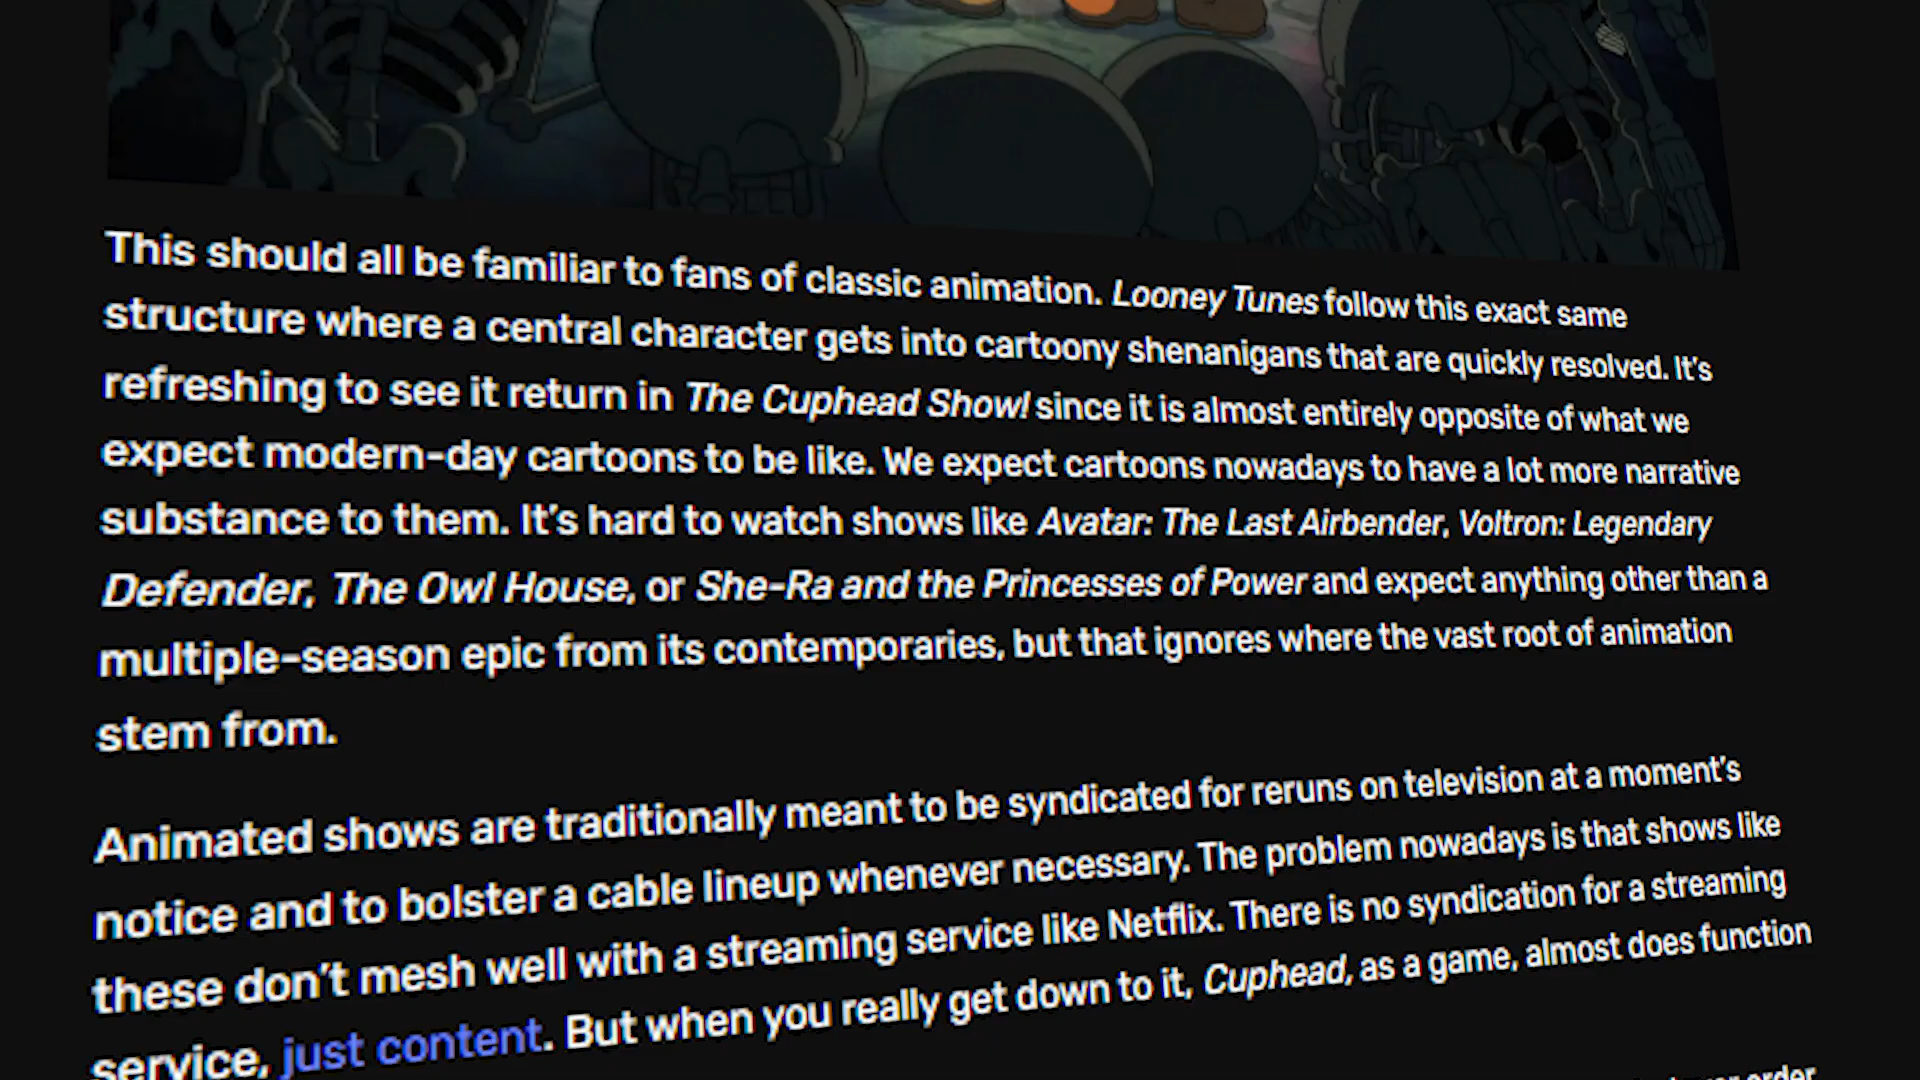 This should all be familiar to fans of classic animation. Looney Tunes follow this exact same
structure where a central character gets into cartoony shenanigans that are quickly resolved. It's
refreshing to see it return in The Cuphead Show! since it is almost entirely opposite of what we
expect modern-day cartoons to be like. We expect cartoons nowadays to have a lot more narrative
substance to them. It's hard to watch shows like Avatar: The Last Airbender, Voltron: Legendary
Defender, The Owl House, or She-Ra and the Princesses of Power and expect anything other than a
multiple-season epic from its contemporaries, but that ignores where the vast root of animation
stem from.
Animated shows are traditionally meant to be syndicated for reruns on television at a moment's
notice and to bolster a cable lineup whenever necessary. The problem nowadays is that shows like
these don't mesh well with a streaming service like Netflix. There is no syndication for a streaming
service, just content. But when you really get down to it, Cuphead, as a game, almost does function
order